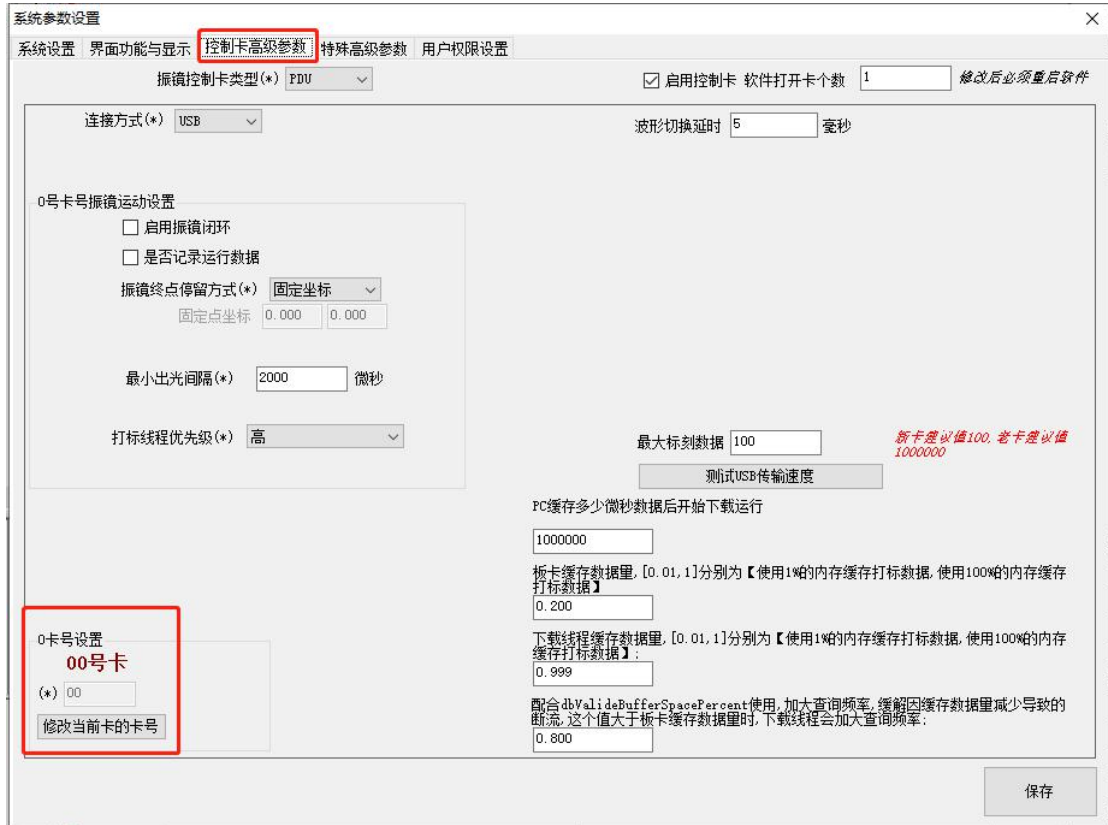 系统参数设置
系统设置 界面功能与显示 控制卡高级参数 特殊高级参数 用户权限设置
振镜控制卡类型(*) PDU 启用控制卡 软件打开卡个数 1 修改后必须重启软件
连接方式(*) USB 波形切换延时 5 毫秒
0号卡号振镜运动设置
启用振镜闭环
是否记录运行数据
振镜终点停留方式(*) 固定坐标
固定点坐标 0.000 0.000
最小出光间隔(*) 2000 微秒
打标线程优先级(*) 高
最大标刻数据 100 新卡建议值100, 老卡建议值
1000000
测试USB传输速度
PC缓存多少微秒数据后开始下载运行
1000000
板卡缓存数据量, [0.01,1]分别为【使用1%的内存缓存打标数据, 使用100%的内存缓存
打标数据】
0.200
0卡号设置
00号卡
(*) 00
修改当前卡的卡号
下载线程缓存数据量, [0.01,1]分别为【使用1%的内存缓存打标数据, 使用100%的内存
缓存打标数据】;
0.999
配合dbValideBufferSpacePercent使用, 加大查询频率, 缓解因缓存数据量减少导致的
断流, 这个值大于板卡缓存数据量时, 下载线程会加大查询频率;
0.800
保存